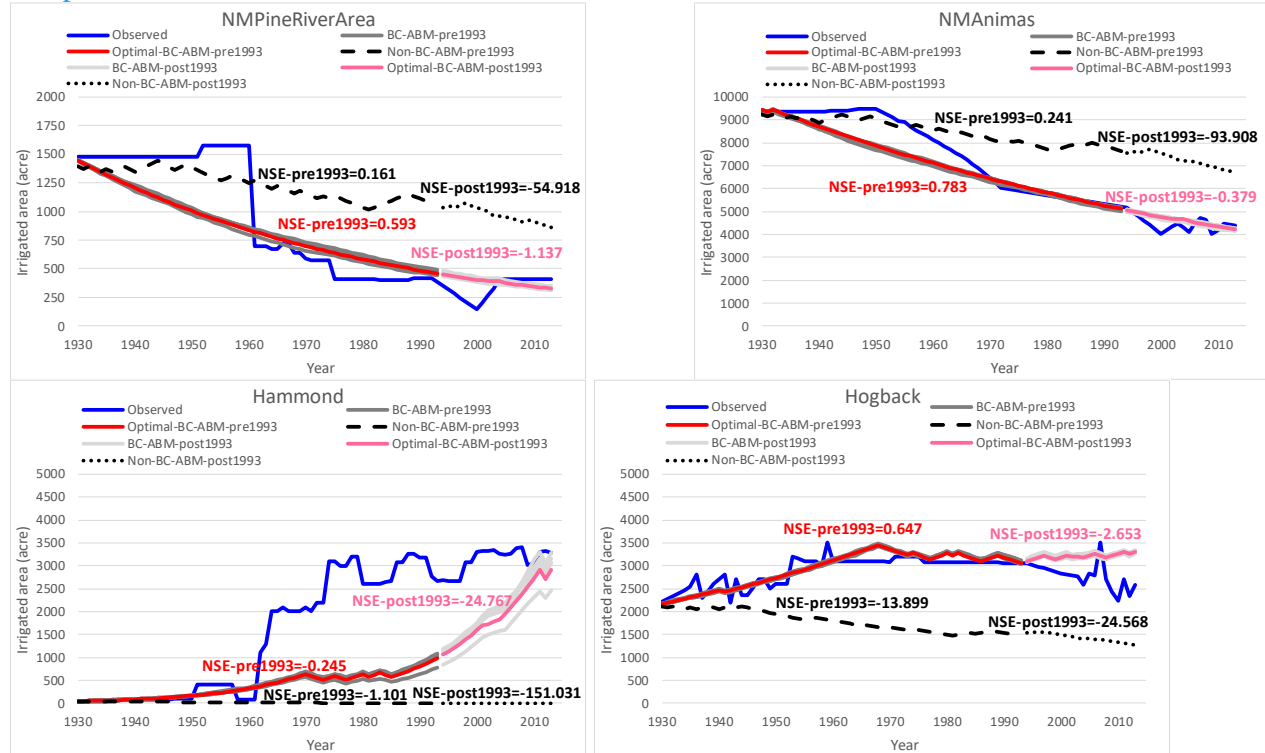 NMPineRiverArea
Observed
BC-ABM-pre1993
Optimal-BC-ABM-pre1993
Non-BC-ABM-pre1993
BC-ABM-post1993
Optimal-BC-ABM-post1993
Non-BC-ABM-post1993
2000
1750
1500
1250
1000
750
500
250
0
Irrigated area (acre)
NSE-pre1993=0.161
NSE-post1993=-54.918
NSE-pre1993=0.593
NSE-post1993=-1.137
1930 1940 1950 1960 1970 1980 1990 2000 2010
Year
NMAnimas
Observed
BC-ABM-pre1993
Optimal-BC-ABM-pre1993
Non-BC-ABM-pre1993
BC-ABM-post1993
Optimal-BC-ABM-post1993
Non-BC-ABM-post1993
10000
9000
8000
7000
6000
5000
4000
3000
2000
1000
0
Irrigated area (acre)
NSE-pre1993=0.241
NSE-post1993=-93.908
NSE-pre1993=0.783
NSE-post1993=-0.379
1930 1940 1950 1960 1970 1980 1990 2000 2010
Year
Hammond
Observed
BC-ABM-pre1993
Optimal-BC-ABM-pre1993
Non-BC-ABM-pre1993
BC-ABM-post1993
Optimal-BC-ABM-post1993
Non-BC-ABM-post1993
5000
4500
4000
3500
3000
2500
2000
1500
1000
500
0
Irrigated area (acre)
NSE-post1993=-24.767
NSE-pre1993=-0.245
NSE-pre1993=-1.101
NSE-post1993=-151.031
1930 1940 1950 1960 1970 1980 1990 2000 2010
Year
Hogback
Observed
BC-ABM-pre1993
Optimal-BC-ABM-pre1993
Non-BC-ABM-pre1993
BC-ABM-post1993
Optimal-BC-ABM-post1993
Non-BC-ABM-post1993
5000
4500
4000
3500
3000
2500
2000
1500
1000
500
0
Irrigated area (acre)
NSE-pre1993=0.647
NSE-post1993=-2.653
NSE-pre1993=-13.899
NSE-post1993=-24.568
1930 1940 1950 1960 1970 1980 1990 2000 2010
Year